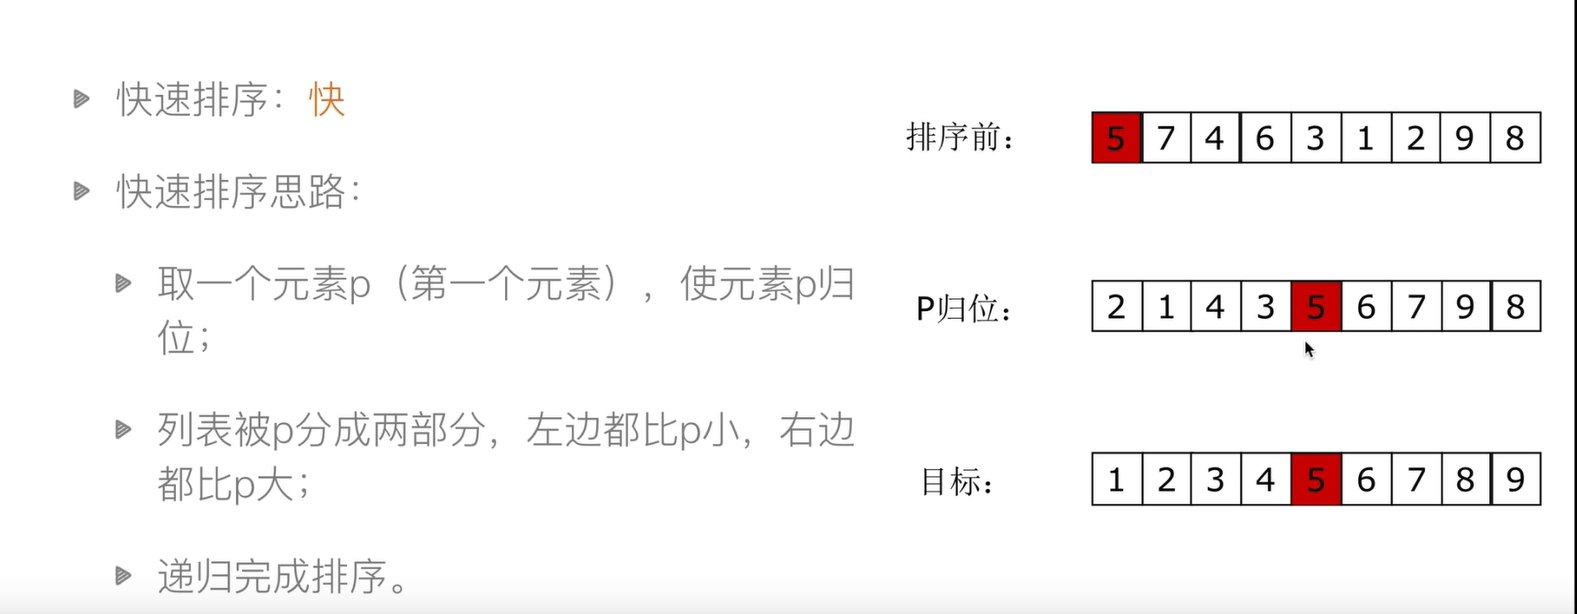 快速排序：快
快速排序思路：
取一个元素p（第一个元素），使元素p归
位；
列表被p分成两部分，左边都比p小，右边
都比p大；
递归完成排序。
排序前： 5 7 4 6 3 1 2 9 8
P归位： 2 1 4 3 5 6 7 9 8
目标： 1 2 3 4 5 6 7 8 9